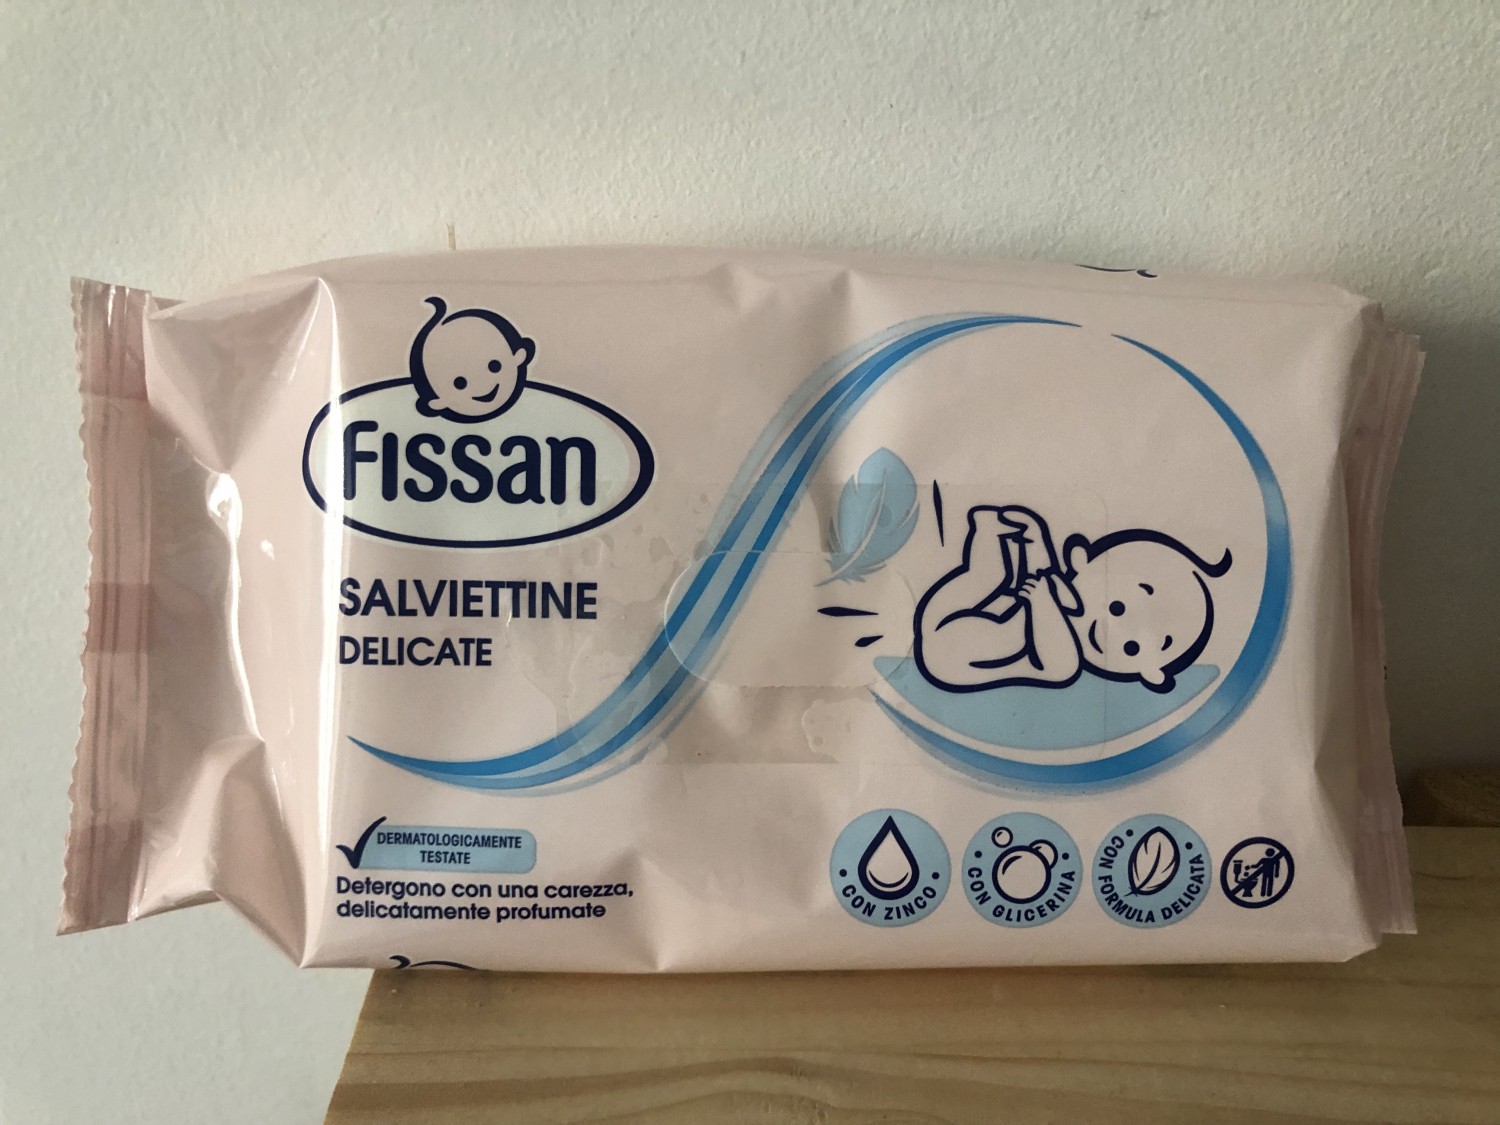 Fissan
SALVIETTINE
DELICATE
DERMATOLOGICAMENTE
TESTATE
Detergono con una carezza,
delicatamente profumate
• CON ZINCO •
• CON GLICERINA •
• CON FORMULA DELICATA •